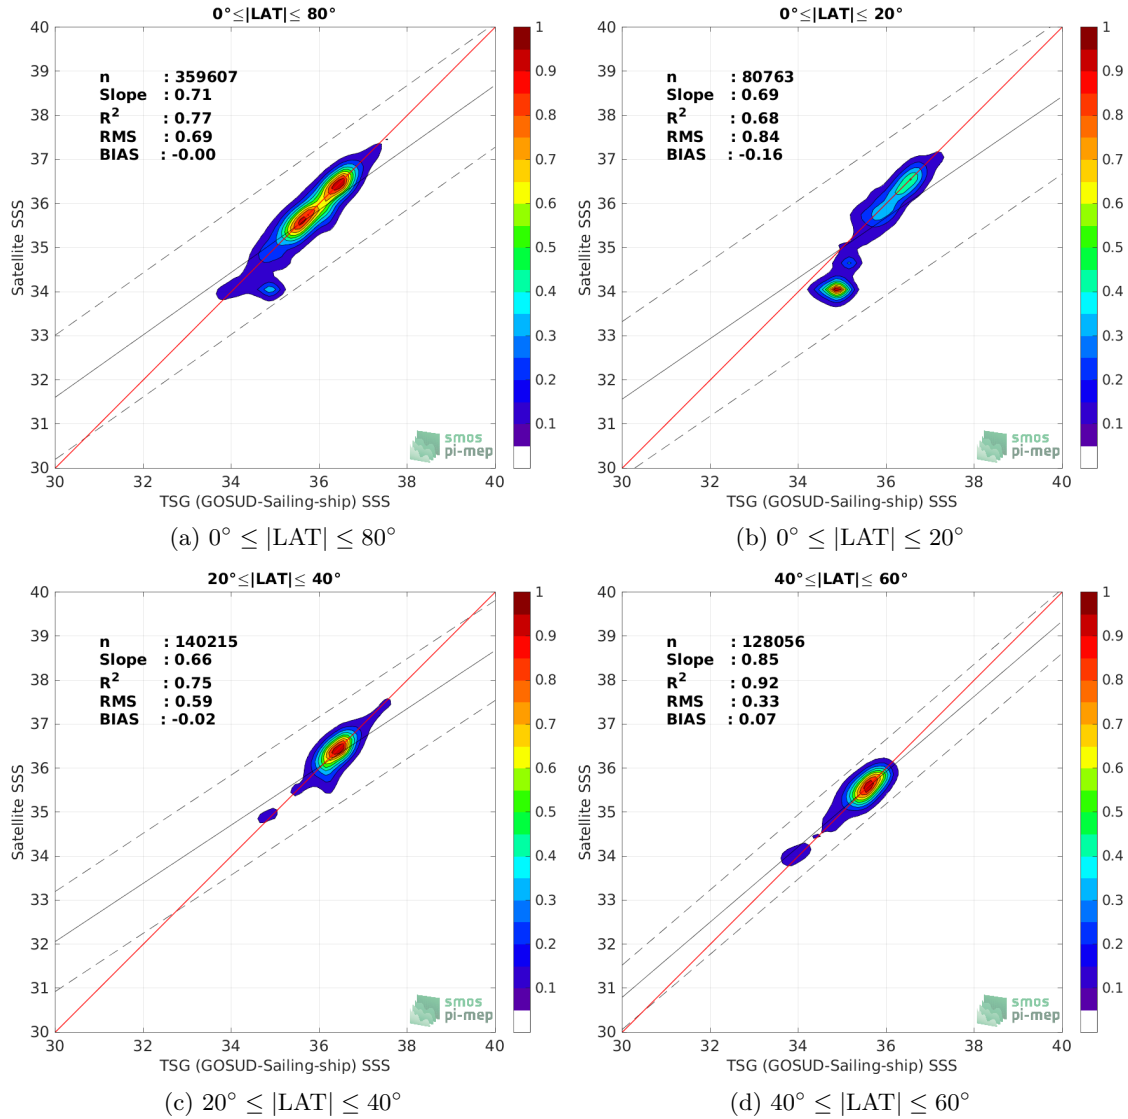 0°≤|LAT|≤ 80°
n : 359607
Slope : 0.71
R² : 0.77
RMS : 0.69
BIAS : -0.00
40
39
38
37
36
35
34
33
32
31
30
Satellite SSS
30 32 34 36 38 40
TSG (GOSUD-Sailing-ship) SSS
1
0.9
0.8
0.7
0.6
0.5
0.4
0.3
0.2
0.1
smos
pi-mep
(a) 0° ≤ |LAT| ≤ 80°
0°≤|LAT|≤ 20°
n : 80763
Slope : 0.69
R² : 0.68
RMS : 0.84
BIAS : -0.16
40
39
38
37
36
35
34
33
32
31
30
Satellite SSS
30 32 34 36 38 40
TSG (GOSUD-Sailing-ship) SSS
1
0.9
0.8
0.7
0.6
0.5
0.4
0.3
0.2
0.1
smos
pi-mep
(b) 0° ≤ |LAT| ≤ 20°
20°≤|LAT|≤ 40°
n : 140215
Slope : 0.66
R² : 0.75
RMS : 0.59
BIAS : -0.02
40
39
38
37
36
35
34
33
32
31
30
Satellite SSS
30 32 34 36 38 40
TSG (GOSUD-Sailing-ship) SSS
1
0.9
0.8
0.7
0.6
0.5
0.4
0.3
0.2
0.1
smos
pi-mep
(c) 20° ≤ |LAT| ≤ 40°
40°≤|LAT|≤ 60°
n : 128056
Slope : 0.85
R² : 0.92
RMS : 0.33
BIAS : 0.07
40
39
38
37
36
35
34
33
32
31
30
Satellite SSS
30 32 34 36 38 40
TSG (GOSUD-Sailing-ship) SSS
1
0.9
0.8
0.7
0.6
0.5
0.4
0.3
0.2
0.1
smos
pi-mep
(d) 40° ≤ |LAT| ≤ 60°